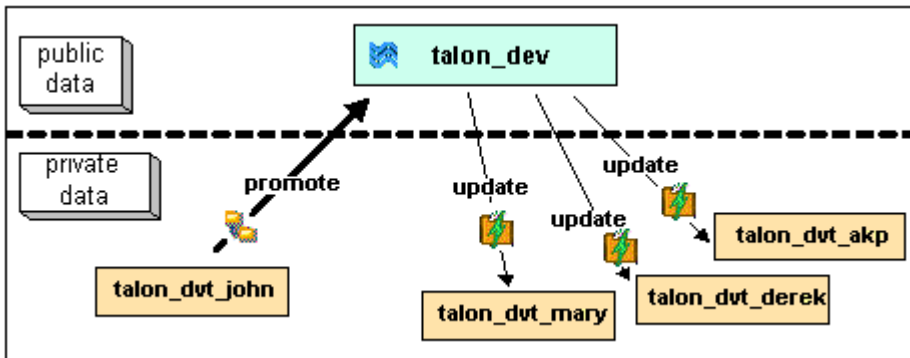 public
data
talon_dev
private
data
promote
update
update
update
talon_dvt_john
talon_dvt_mary
talon_dvt_derek
talon_dvt_akp